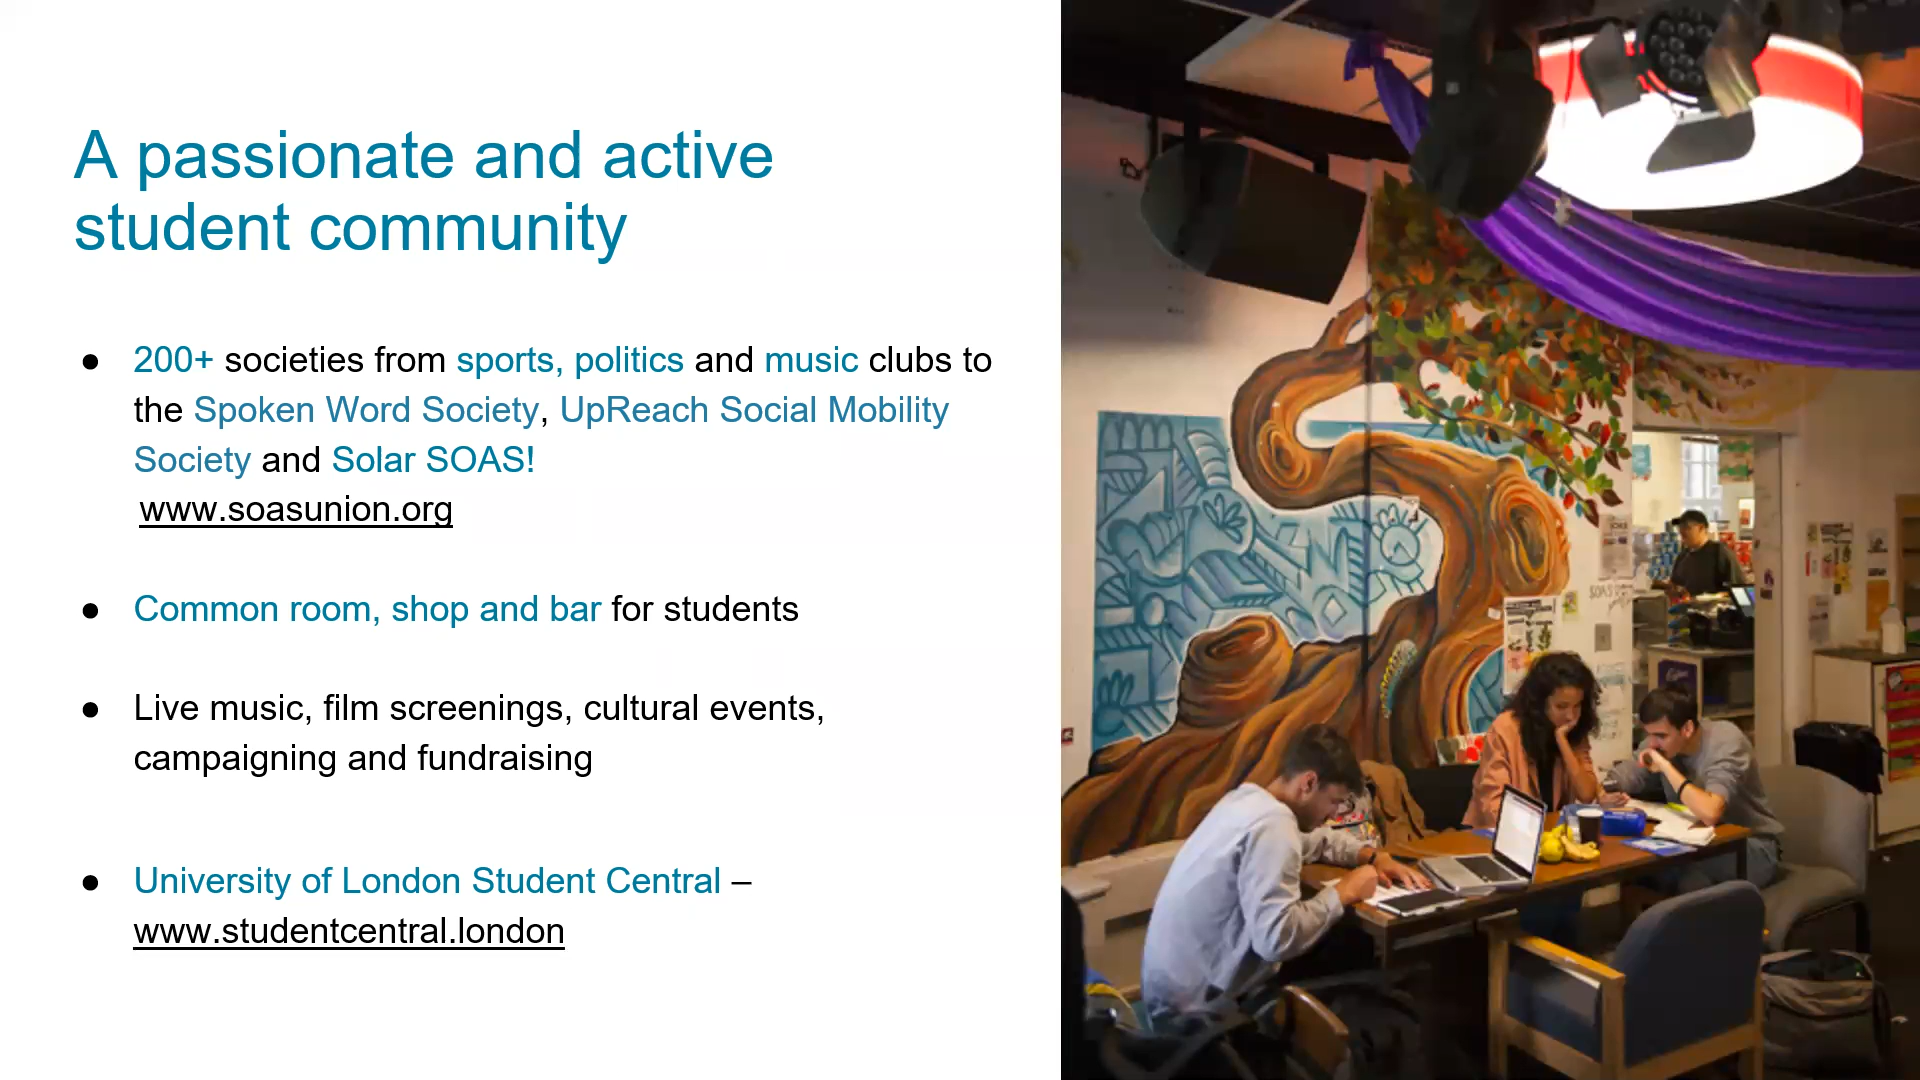 A passionate and active
student community
● 200+ societies from sports, politics and music clubs to
the Spoken Word Society, UpReach Social Mobility
Society and Solar SOAS!
www.soasunion.org
● Common room, shop and bar for students
● Live music, film screenings, cultural events,
campaigning and fundraising
● University of London Student Central –
www.studentcentral.london